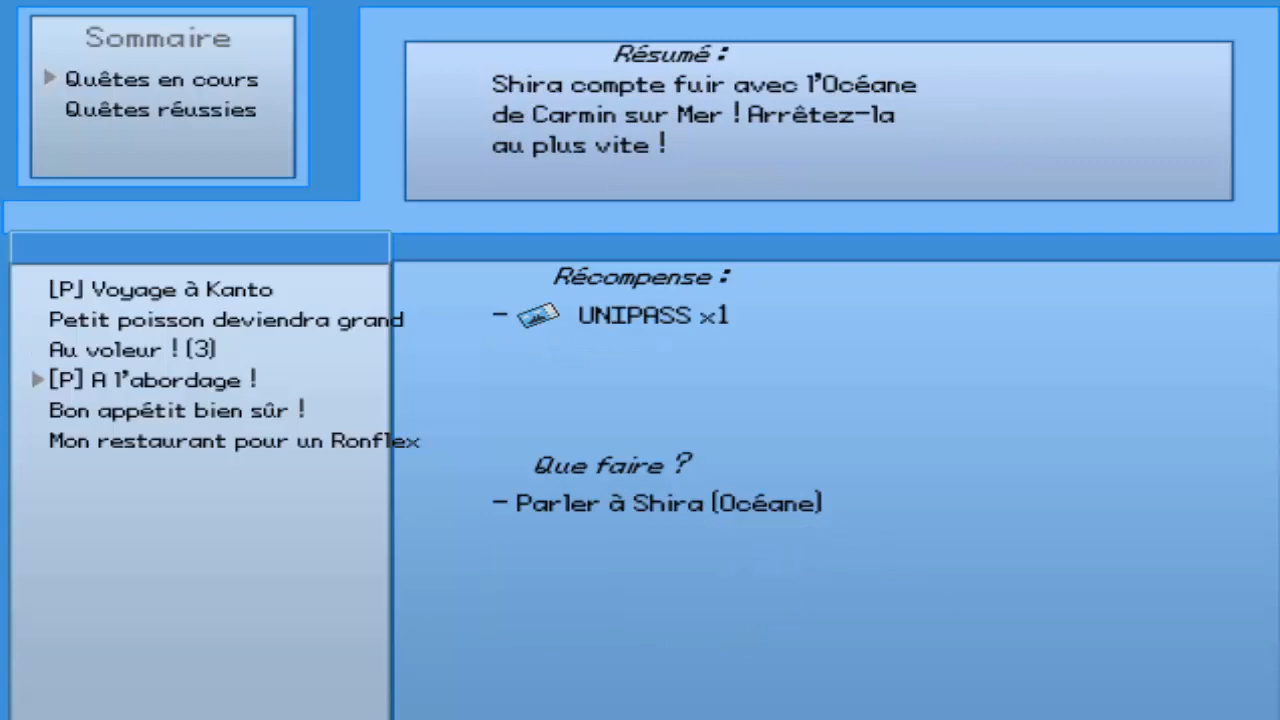 Sommaire
Quêtes en cours
Quêtes réussies
Résumé :
Shira compte fuir avec l'Océane
de Carmin sur Mer ! Arrêtez-la
au plus vite !
[P] Voyage à Kanto
Petit poisson deviendra grand
Au voleur ! (3)
[P] A l'abordage !
Bon appétit bien sûr !
Mon restaurant pour un Ronflex
Récompense :
- UNIPASS x1
Que faire ?
- Parler à Shira (Océane)